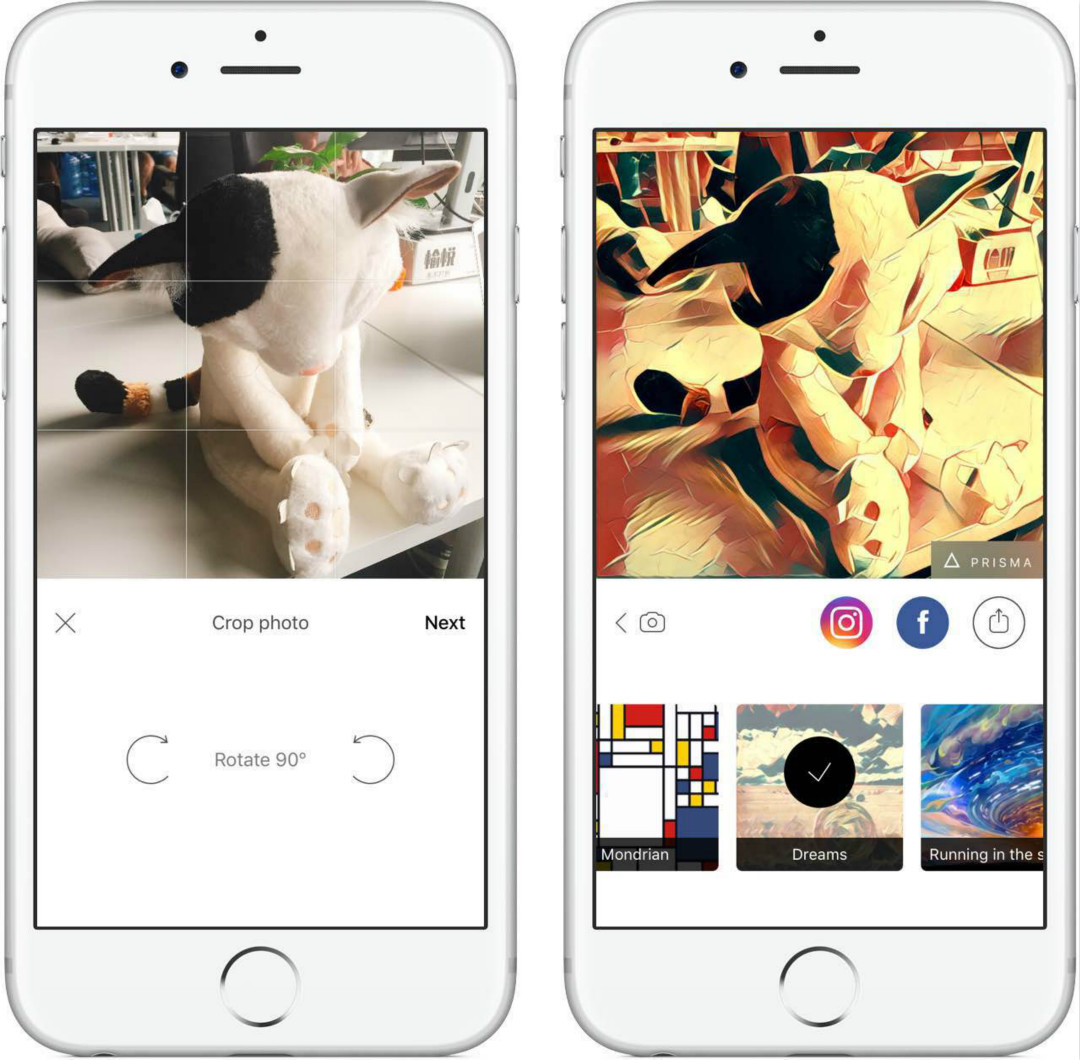 Crop photo
Next
Rotate 90°
PRISMA
Mondrian
Dreams
Running in the s